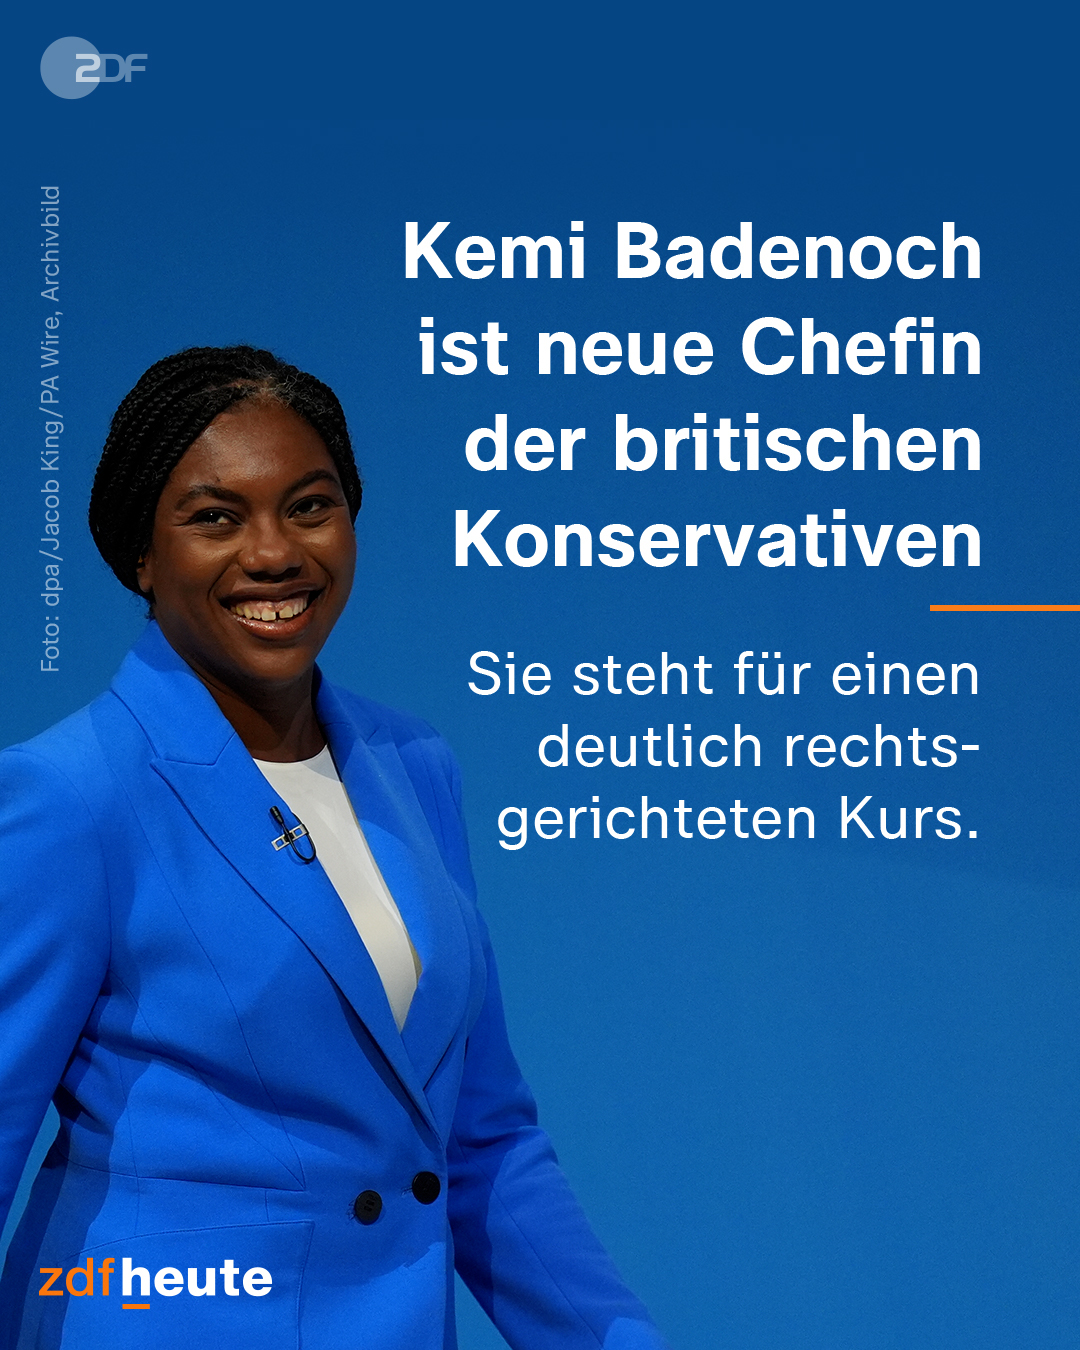 ZDF
Foto: dpa/Jacob King/PA Wire, Archivbild
Kemi Badenoch
ist neue Chefin
der britischen
Konservativen
Sie steht für einen
deutlich rechts-
gerichteten Kurs.
zdfheute